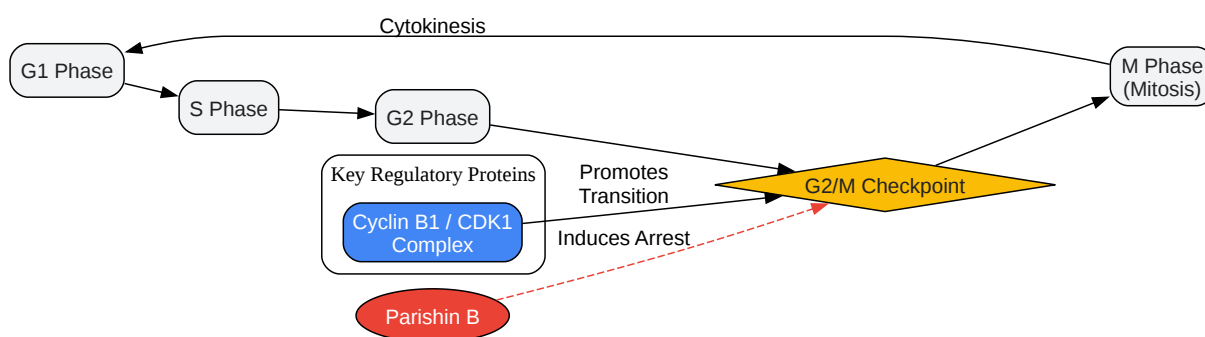 Cytokinesis
G1 Phase
S Phase
G2 Phase
M Phase
(Mitosis)
Key Regulatory Proteins
Cyclin B1 / CDK1
Complex
Promotes
Transition
G2/M Checkpoint
Induces Arrest
Parishin B